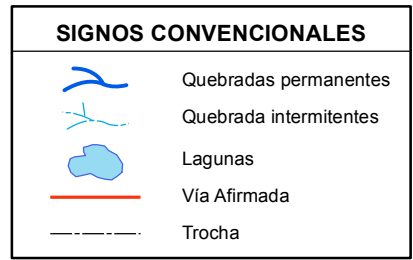 SIGNOS CONVENCIONALES
Quebradas permanentes
Quebrada intermitentes
Lagunas
Vía Afirmada
Trocha